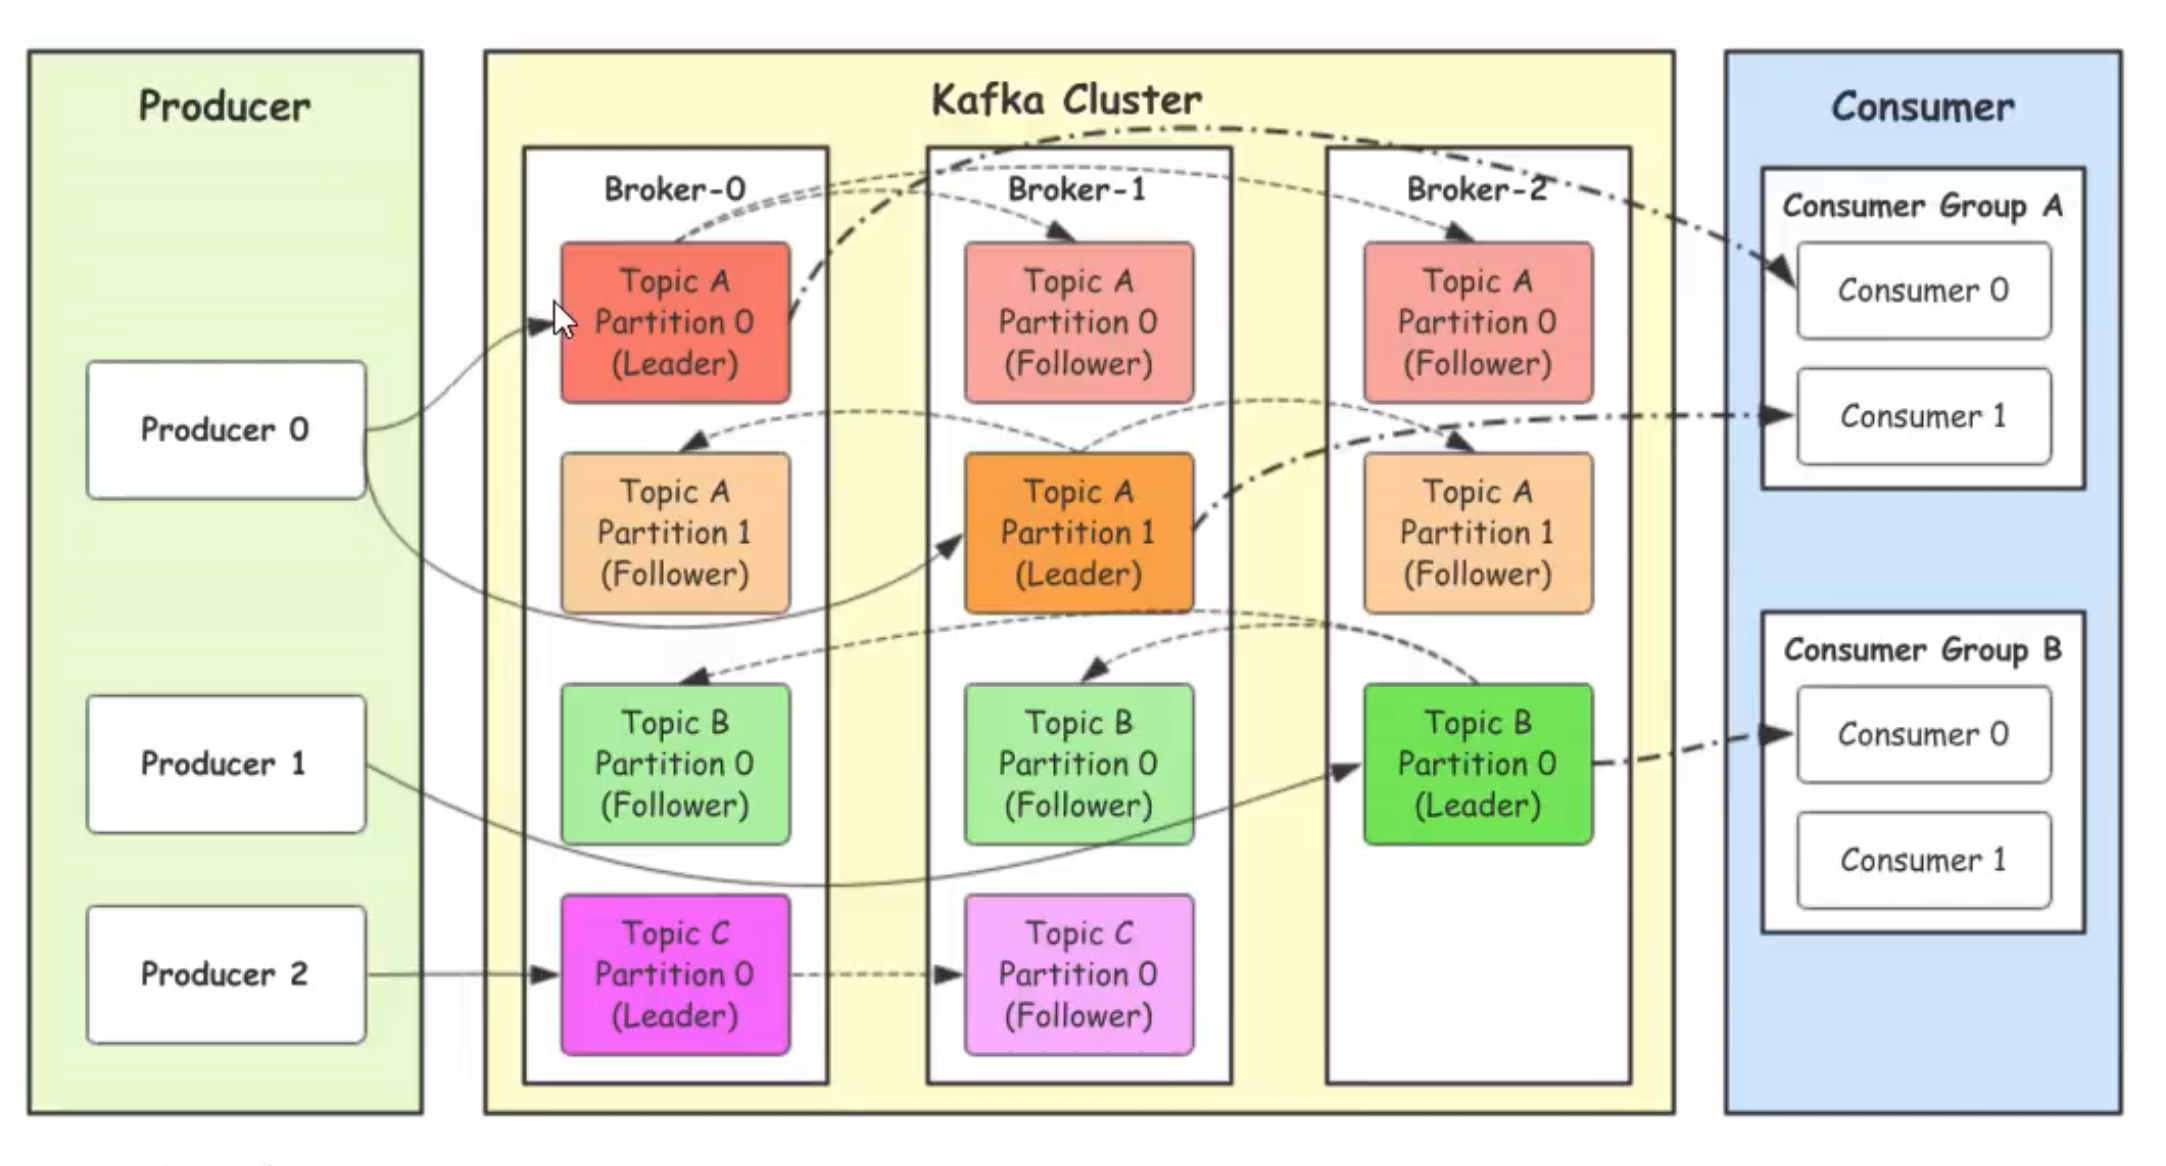 Producer
Producer 0
Producer 1
Producer 2
Kafka Cluster
Broker-0
Topic A
Partition 0
(Leader)
Topic A
Partition 1
(Follower)
Topic B
Partition 0
(Follower)
Topic C
Partition 0
(Leader)
Broker-1
Topic A
Partition 0
(Follower)
Topic A
Partition 1
(Leader)
Topic B
Partition 0
(Follower)
Topic C
Partition 0
(Follower)
Broker-2
Topic A
Partition 0
(Follower)
Topic A
Partition 1
(Follower)
Topic B
Partition 0
(Leader)
Consumer
Consumer Group A
Consumer 0
Consumer 1
Consumer Group B
Consumer 0
Consumer 1